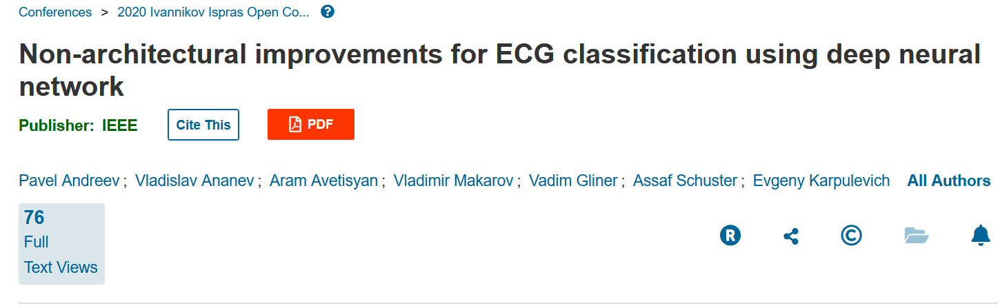 Conferences > 2020 Ivannikov Ispras Open Co... ?
Non-architectural improvements for ECG classification using deep neural
network
Publisher: IEEE Cite This PDF
Pavel Andreev ; Vladislav Ananev ; Aram Avetisyan ; Vladimir Makarov ; Vadim Gliner ; Assaf Schuster ; Evgeny Karpulevich All Authors
76
Full
Text Views
R ©